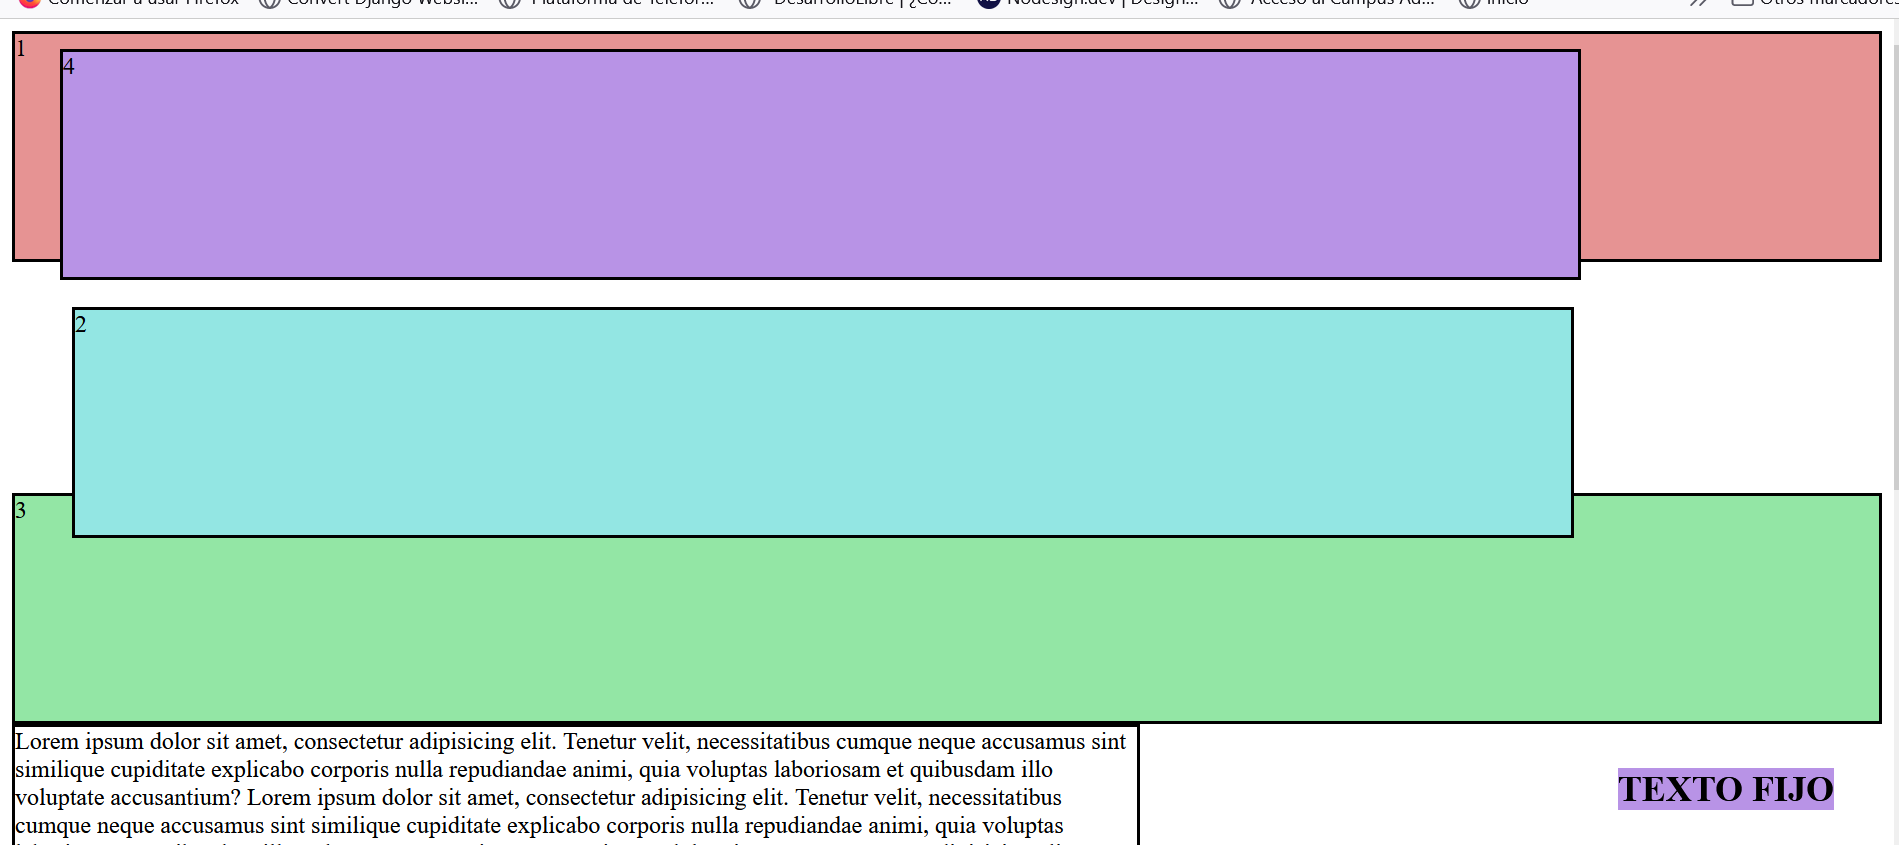 Comenzar a usar Firefox Convert Django Websi... Plataforma de Telefor... DesarrolloLibre | ¿Co... Nodesign.dev | Design... Acceso al Campus Ad... Inicio Otros marcadores
1
4
2
3
Lorem ipsum dolor sit amet, consectetur adipisicing elit. Tenetur velit, necessitatibus cumque neque accusamus sint
similique cupiditate explicabo corporis nulla repudiandae animi, quia voluptas laboriosam et quibusdam illo
voluptate accusantium? Lorem ipsum dolor sit amet, consectetur adipisicing elit. Tenetur velit, necessitatibus
cumque neque accusamus sint similique cupiditate explicabo corporis nulla repudiandae animi, quia voluptas
TEXTO FIJO